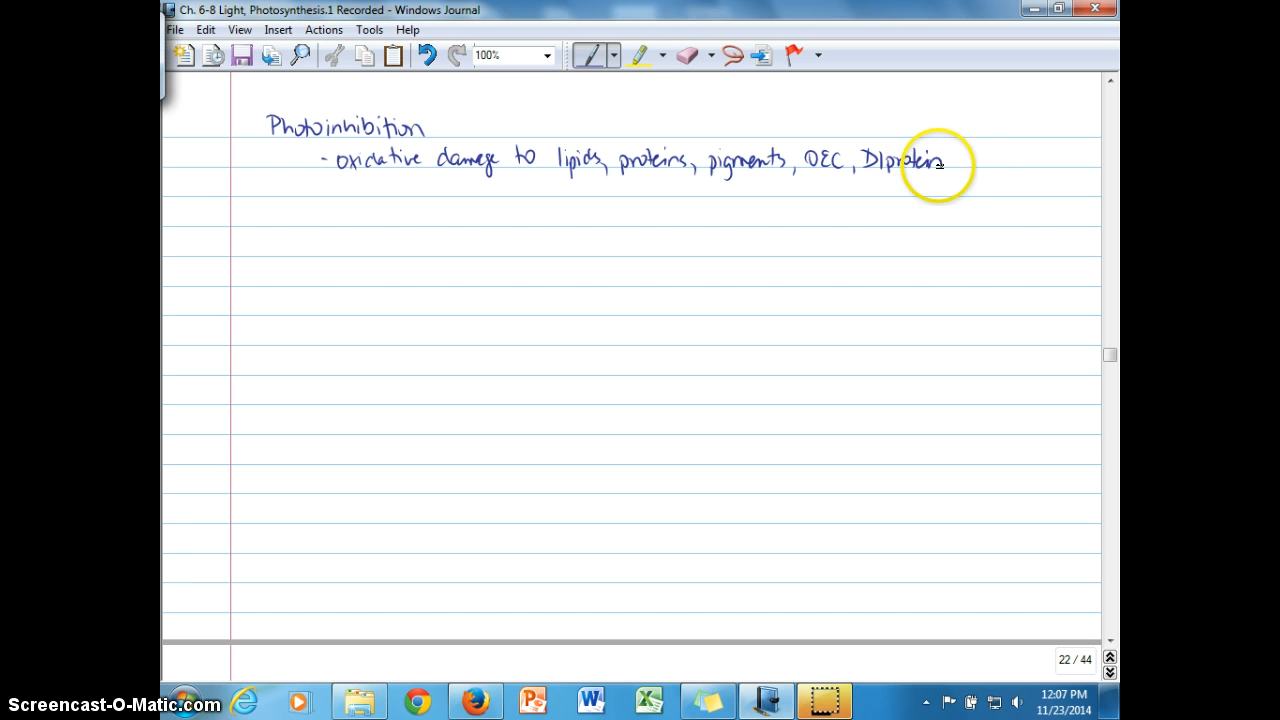 Ch. 6-8 Light, Photosynthesis.1 Recorded - Windows Journal
File Edit View Insert Actions Tools Help
100%
Photoinhibition
- oxidative damage to lipids, proteins, pigments, OEC, D1 protein
22 / 44
12:07 PM
11/23/2014
Screencast-O-Matic.com